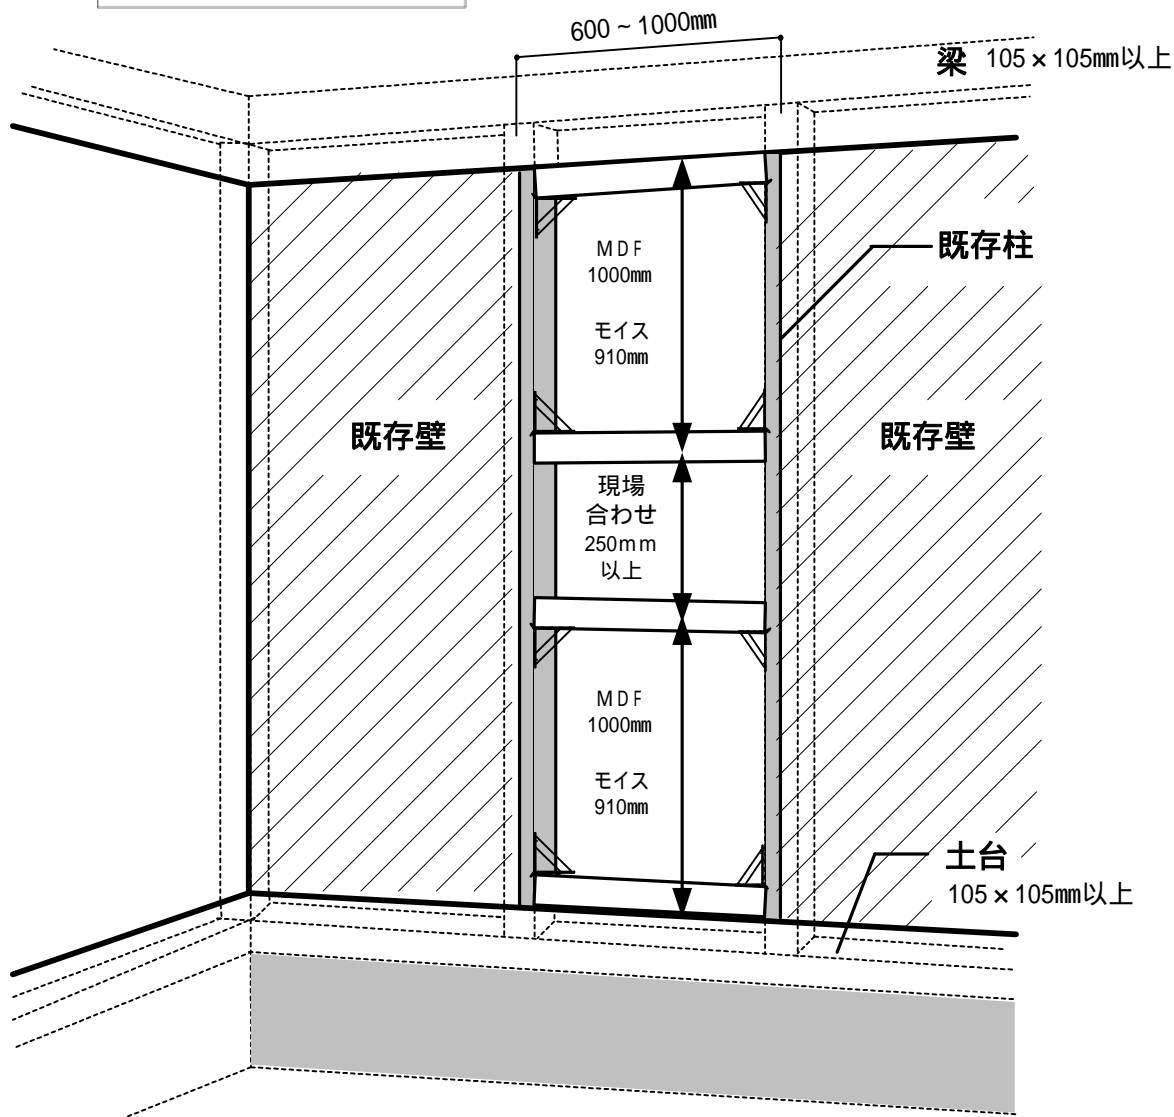 600~1000mm
梁 105×105mm以上
既存柱
MDF
1000mm
モイス
910mm
既存壁
既存壁
現場
合わせ
250mm
以上
MDF
1000mm
モイス
910mm
土台
105×105mm以上